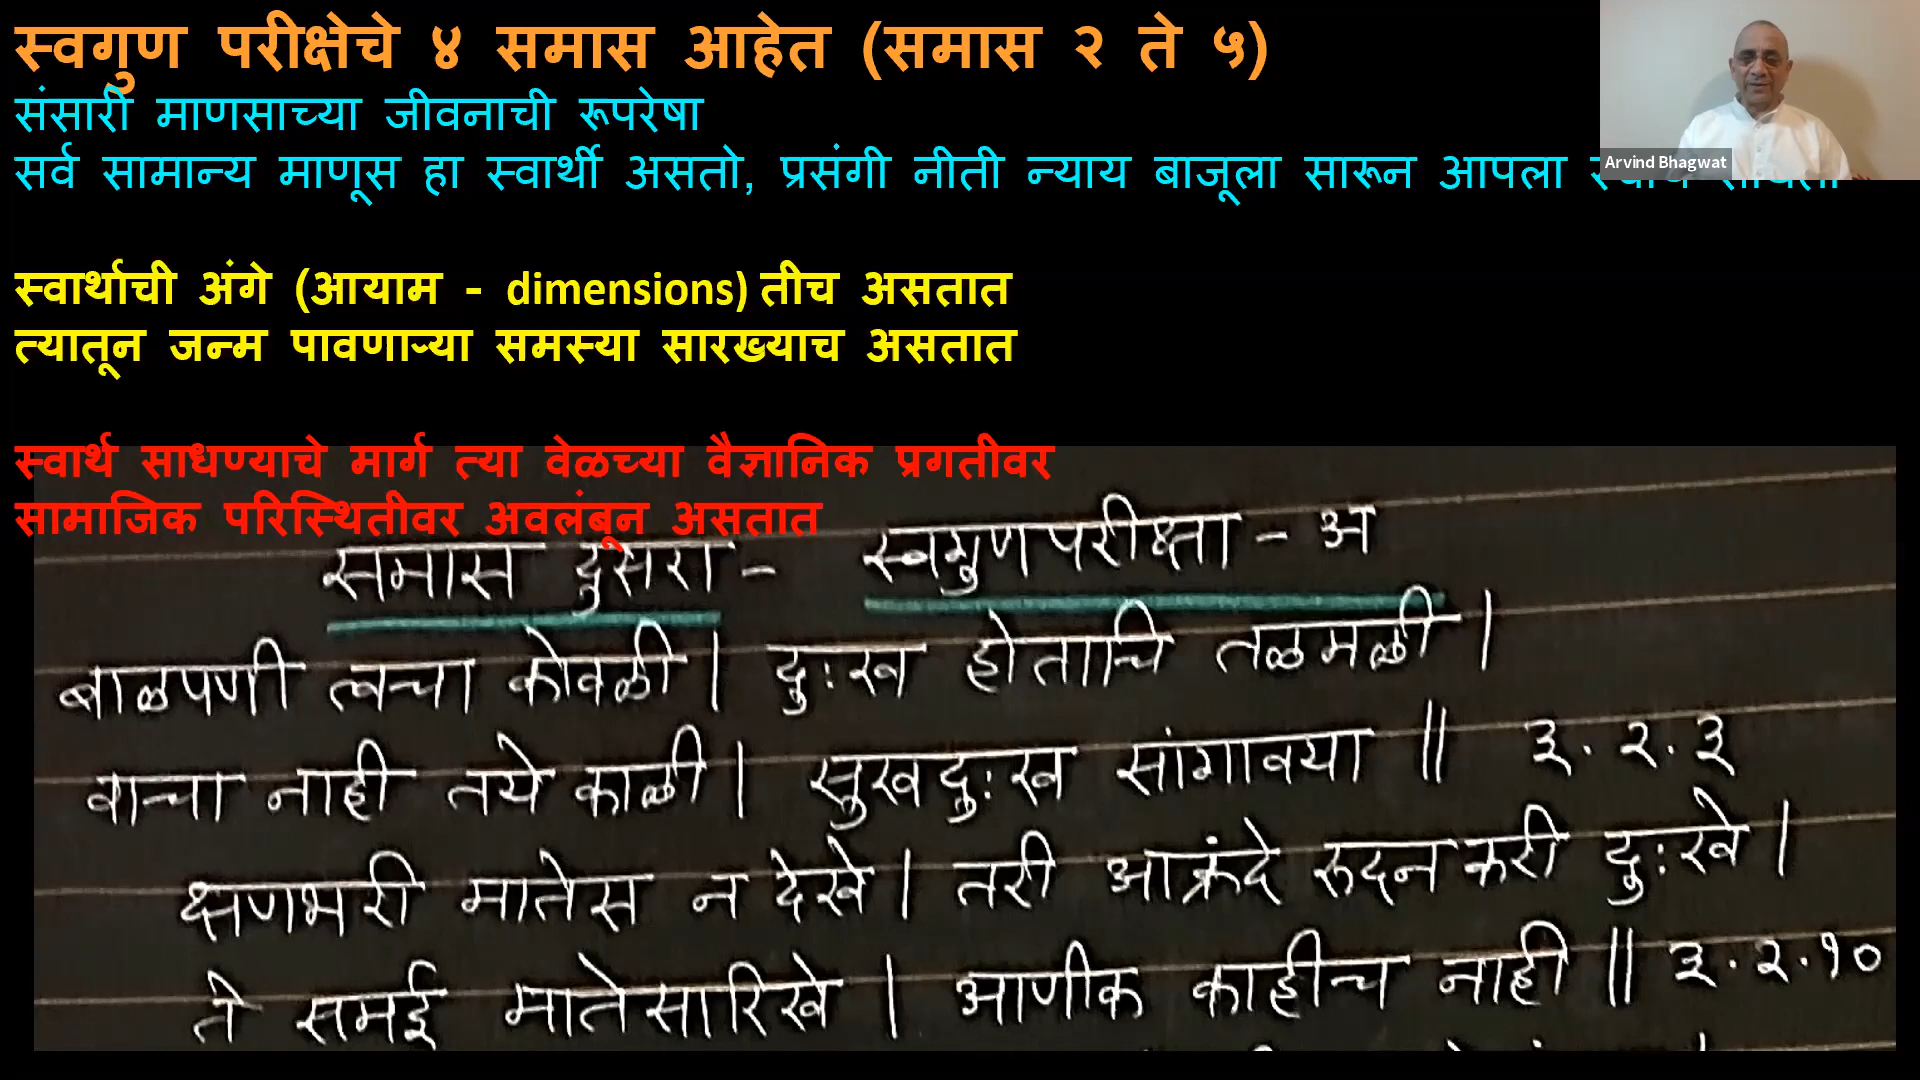 स्वगुण परीक्षेचे ४ समास आहेत (समास २ ते ५)
संसारी माणसाच्या जीवनाची रूपरेषा
सर्व सामान्य माणूस हा स्वार्थी असतो, प्रसंगी नीती न्याय बाजूला सारून आपला
Arvind Bhagwat
स्वार्थाची अंगे (आयाम - dimensions) तीच असतात
त्यातून जन्म पावणाऱ्या समस्या सारख्याच असतात
स्वार्थ साधण्याचे मार्ग त्या वेळच्या वैज्ञानिक प्रगतीवर
सामाजिक परिस्थितीवर अवलंबून असतात
समास दुसरा - स्वगुणपरीक्षा - अ
बाळपणी त्वचा कोवळी | दुःख होताचि तळमळी |
वाचा नाही तये काळी | सुखदुःख सांगावया || ३.२.३
क्षणभरी मातेस न देखे | तरी आक्रंदे रुदन करी दुःखे |
ते समई मातेसारिखे | आणीक काहीच नाही || ३.२.१०